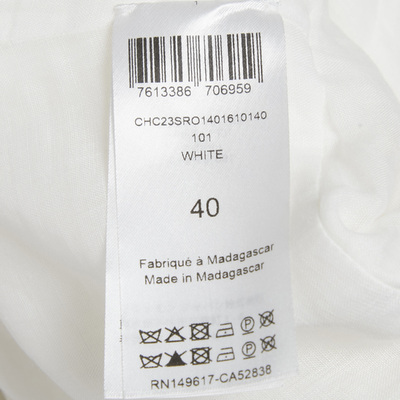 7613386 706959
CHC23SRO1401610140
101
WHITE
40
Fabriqué à Madagascar
Made in Madagascar
RN149617-CA52838